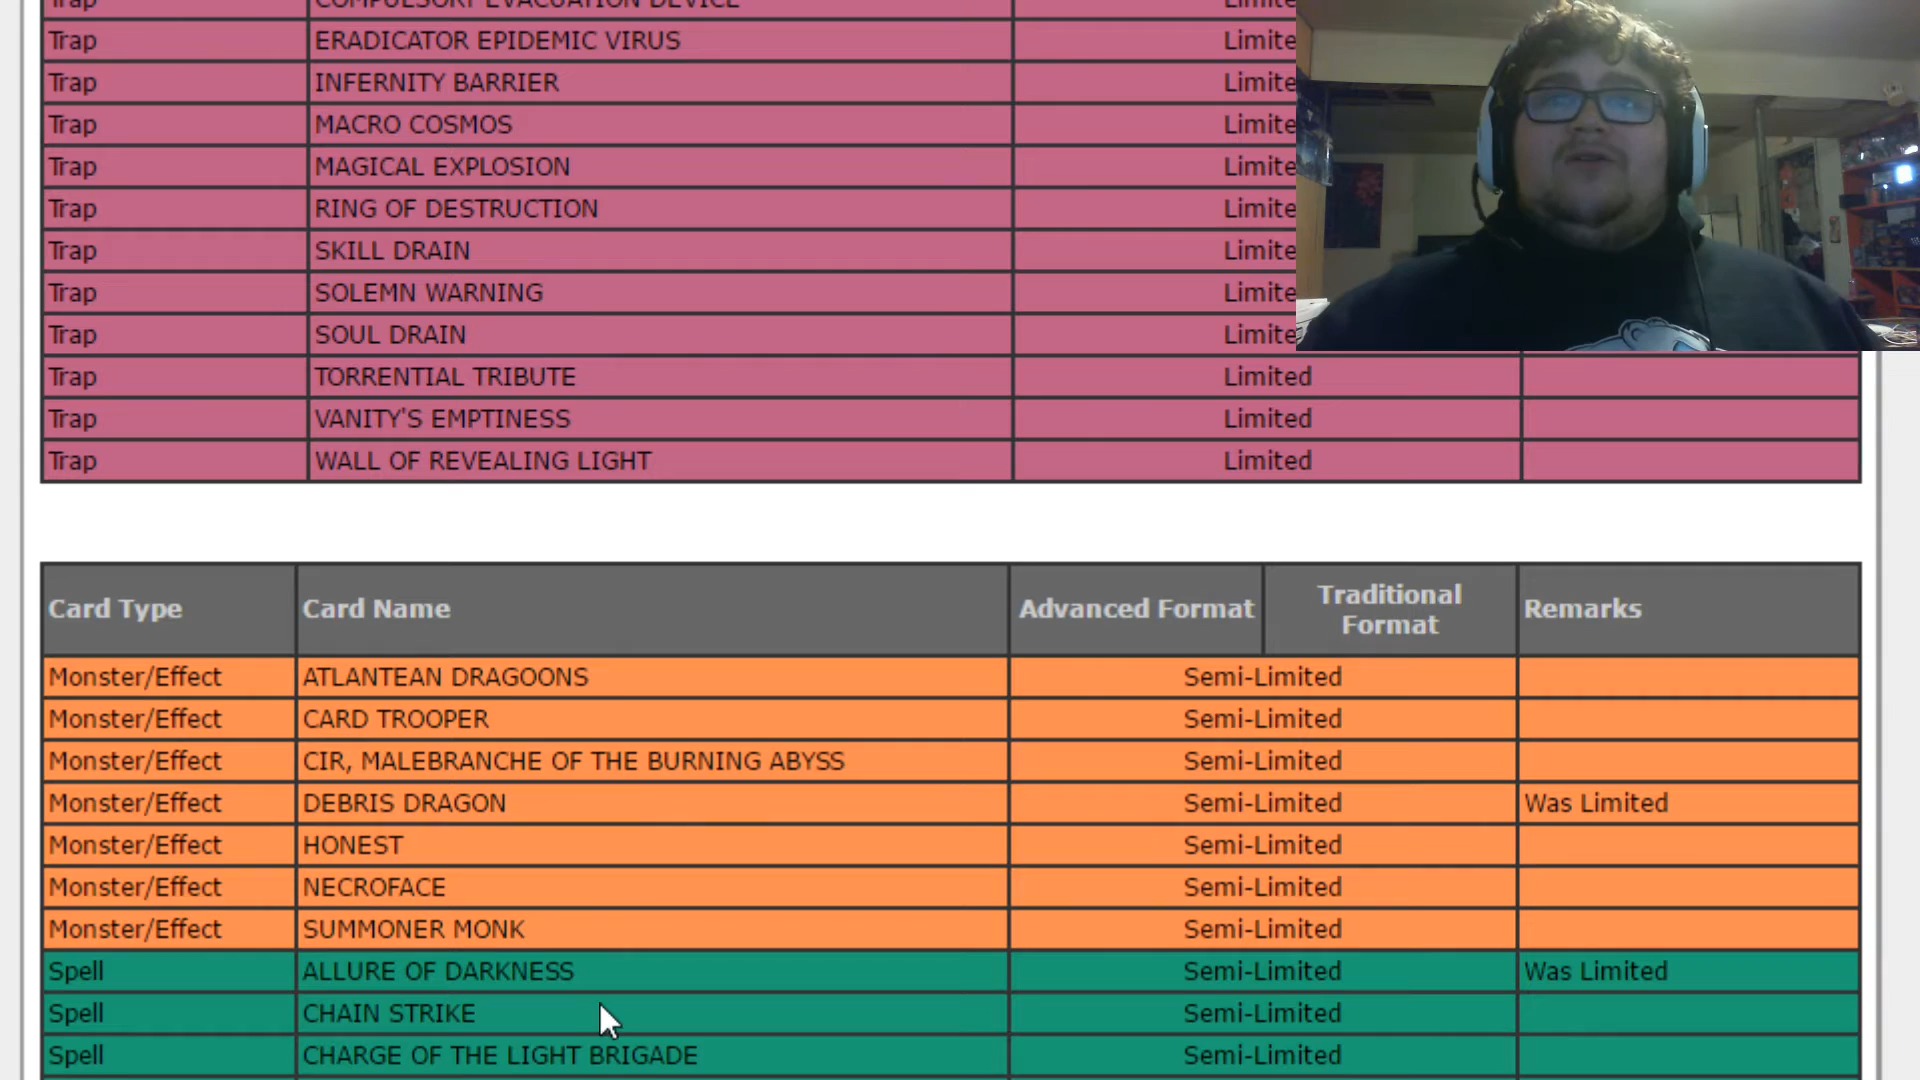 Trap COMPULSORY EVACUATION DEVICE Limite
Trap ERADICATOR EPIDEMIC VIRUS Limite
Trap INFERNITY BARRIER Limite
Trap MACRO COSMOS Limite
Trap MAGICAL EXPLOSION Limite
Trap RING OF DESTRUCTION Limite
Trap SKILL DRAIN Limite
Trap SOLEMN WARNING Limite
Trap SOUL DRAIN Limite
Trap TORRENTIAL TRIBUTE Limited
Trap VANITY'S EMPTINESS Limited
Trap WALL OF REVEALING LIGHT Limited
Card Type Card Name Advanced Format Traditional Format Remarks
Monster/Effect ATLANTEAN DRAGOONS Semi-Limited
Monster/Effect CARD TROOPER Semi-Limited
Monster/Effect CIR, MALEBRANCHE OF THE BURNING ABYSS Semi-Limited
Monster/Effect DEBRIS DRAGON Semi-Limited Was Limited
Monster/Effect HONEST Semi-Limited
Monster/Effect NECROFACE Semi-Limited
Monster/Effect SUMMONER MONK Semi-Limited
Spell ALLURE OF DARKNESS Semi-Limited Was Limited
Spell CHAIN STRIKE Semi-Limited
Spell CHARGE OF THE LIGHT BRIGADE Semi-Limited